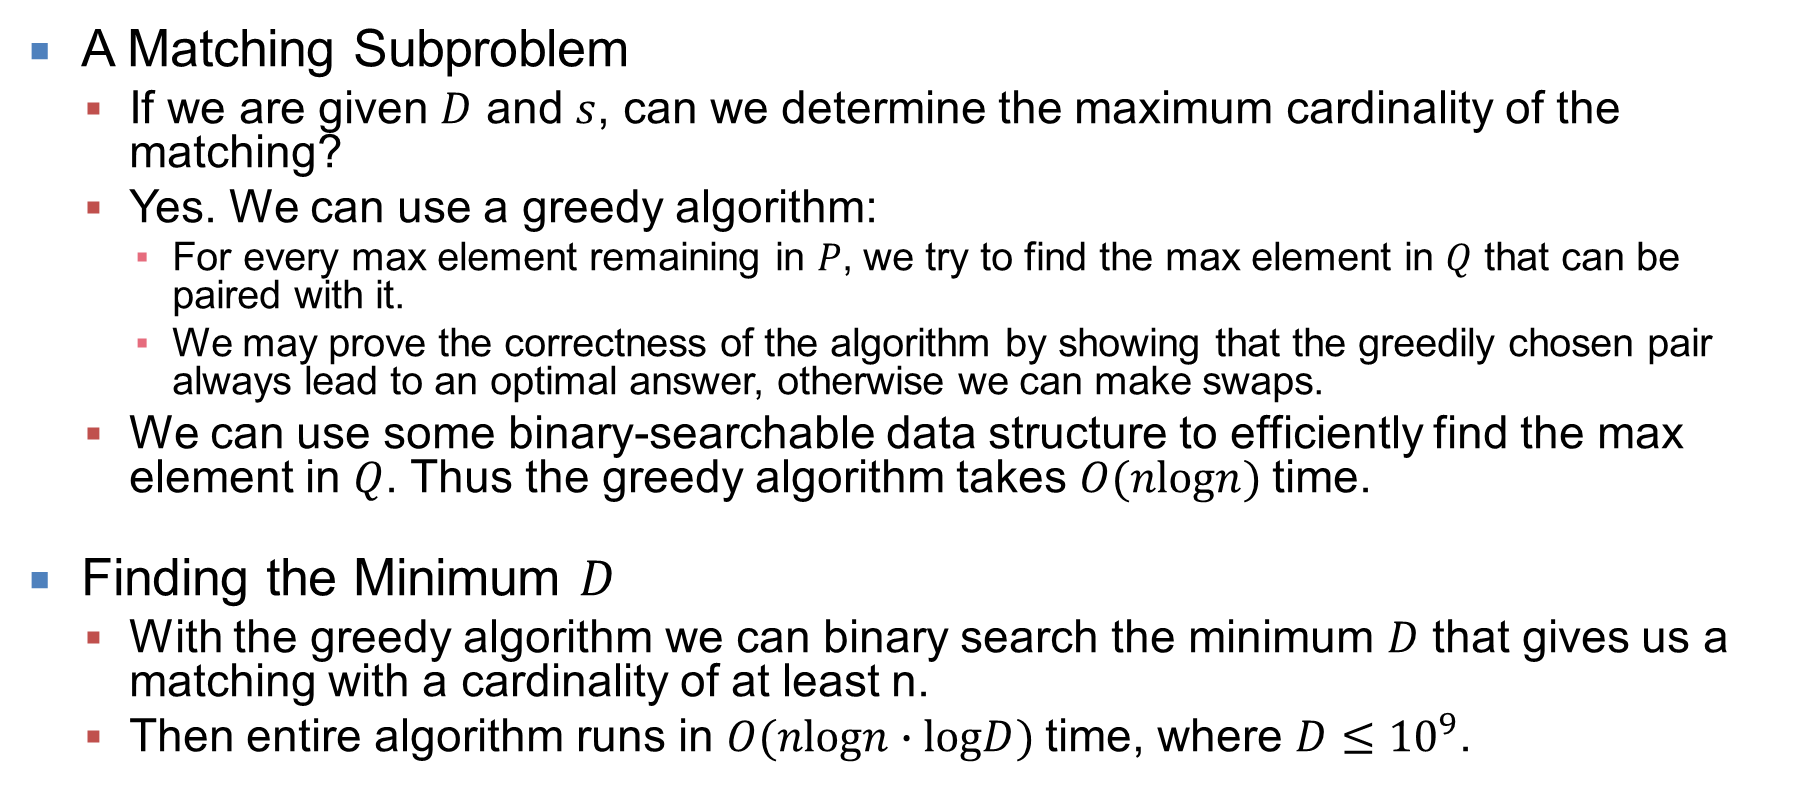 A Matching Subproblem
If we are given D and s, can we determine the maximum cardinality of the
matching?
Yes. We can use a greedy algorithm:
For every max element remaining in P, we try to find the max element in Q that can be
paired with it.
We may prove the correctness of the algorithm by showing that the greedily chosen pair
always lead to an optimal answer, otherwise we can make swaps.
We can use some binary-searchable data structure to efficiently find the max
element in Q. Thus the greedy algorithm takes O(nlogn) time.
Finding the Minimum D
With the greedy algorithm we can binary search the minimum D that gives us a
matching with a cardinality of at least n.
Then entire algorithm runs in O(nlogn · logD) time, where D ≤ 10⁹.